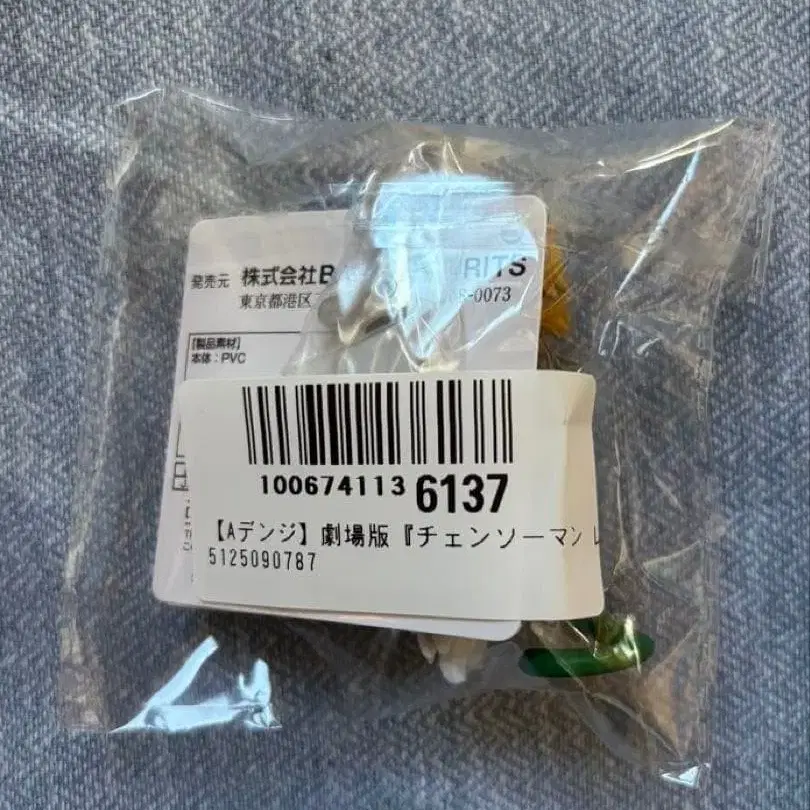 発売元 株式会社B RITS
東京都港区 -0073
【製品素材】
本体：PVC
100674113 6137
【Aデンジ】劇場版『チェンソーマン レ
5125090787